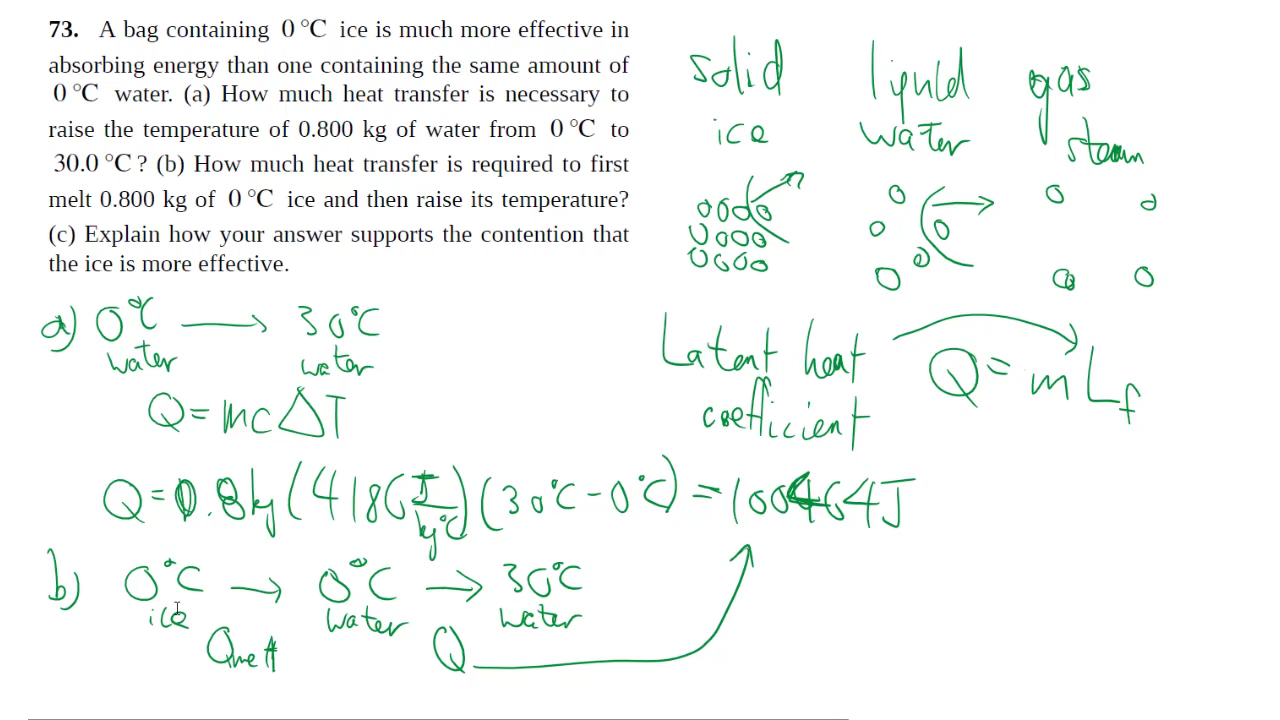 73. A bag containing 0 °C ice is much more effective in
absorbing energy than one containing the same amount of
0 °C water. (a) How much heat transfer is necessary to
raise the temperature of 0.800 kg of water from 0 °C to
30.0 °C ? (b) How much heat transfer is required to first
melt 0.800 kg of 0 °C ice and then raise its temperature?
(c) Explain how your answer supports the contention that
the ice is more effective.
solid liquid gas
ice water steam
a) 0°C → 30°C
water water
Q = mcΔT
Latent heat
coefficient
Q = m Lf
Q = 0.8kg (4186 J/kg°C) (30°C - 0°C) = 100464J
b) 0°C → 0°C → 30°C
ice water water
Qmelt Q